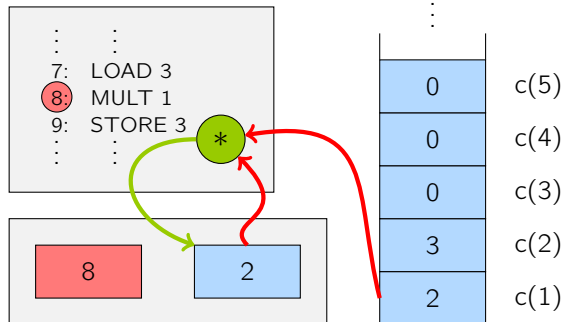 ⋮ ⋮
7: LOAD 3
8: MULT 1
9: STORE 3
⋮ ⋮
*
8
2
⋮
0 c(5)
0 c(4)
0 c(3)
3 c(2)
2 c(1)